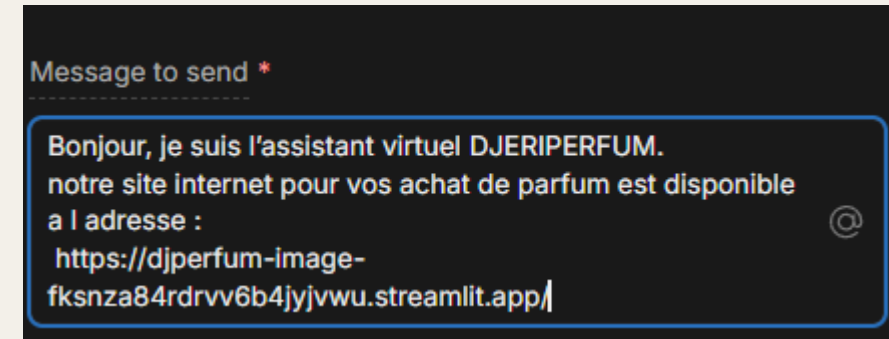 Message to send *
Bonjour, je suis l’assistant virtuel DJERIPERFUM.
notre site internet pour vos achat de parfum est disponible
a l adresse :
https://djperfum-image-
fksnza84rdrvv6b4jyjvwu.streamlit.app/
@